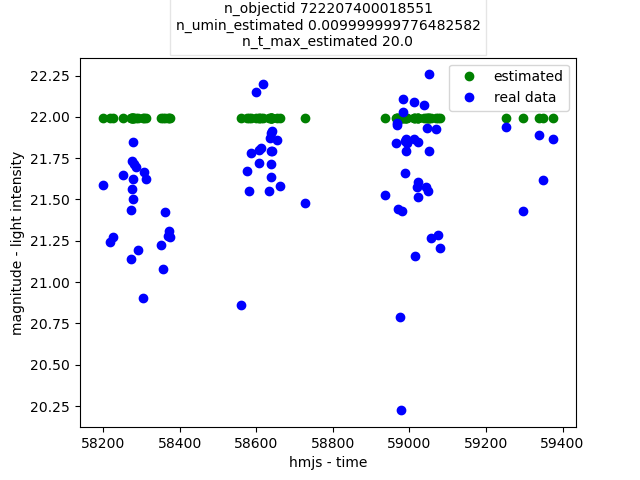 n_objectid 722207400018551
n_umin_estimated 0.009999999776482582
n_t_max_estimated 20.0
estimated
real data
22.25
22.00
21.75
21.50
21.25
21.00
20.75
20.50
20.25
magnitude - light intensity
58200 58400 58600 58800 59000 59200 59400
hmjs - time